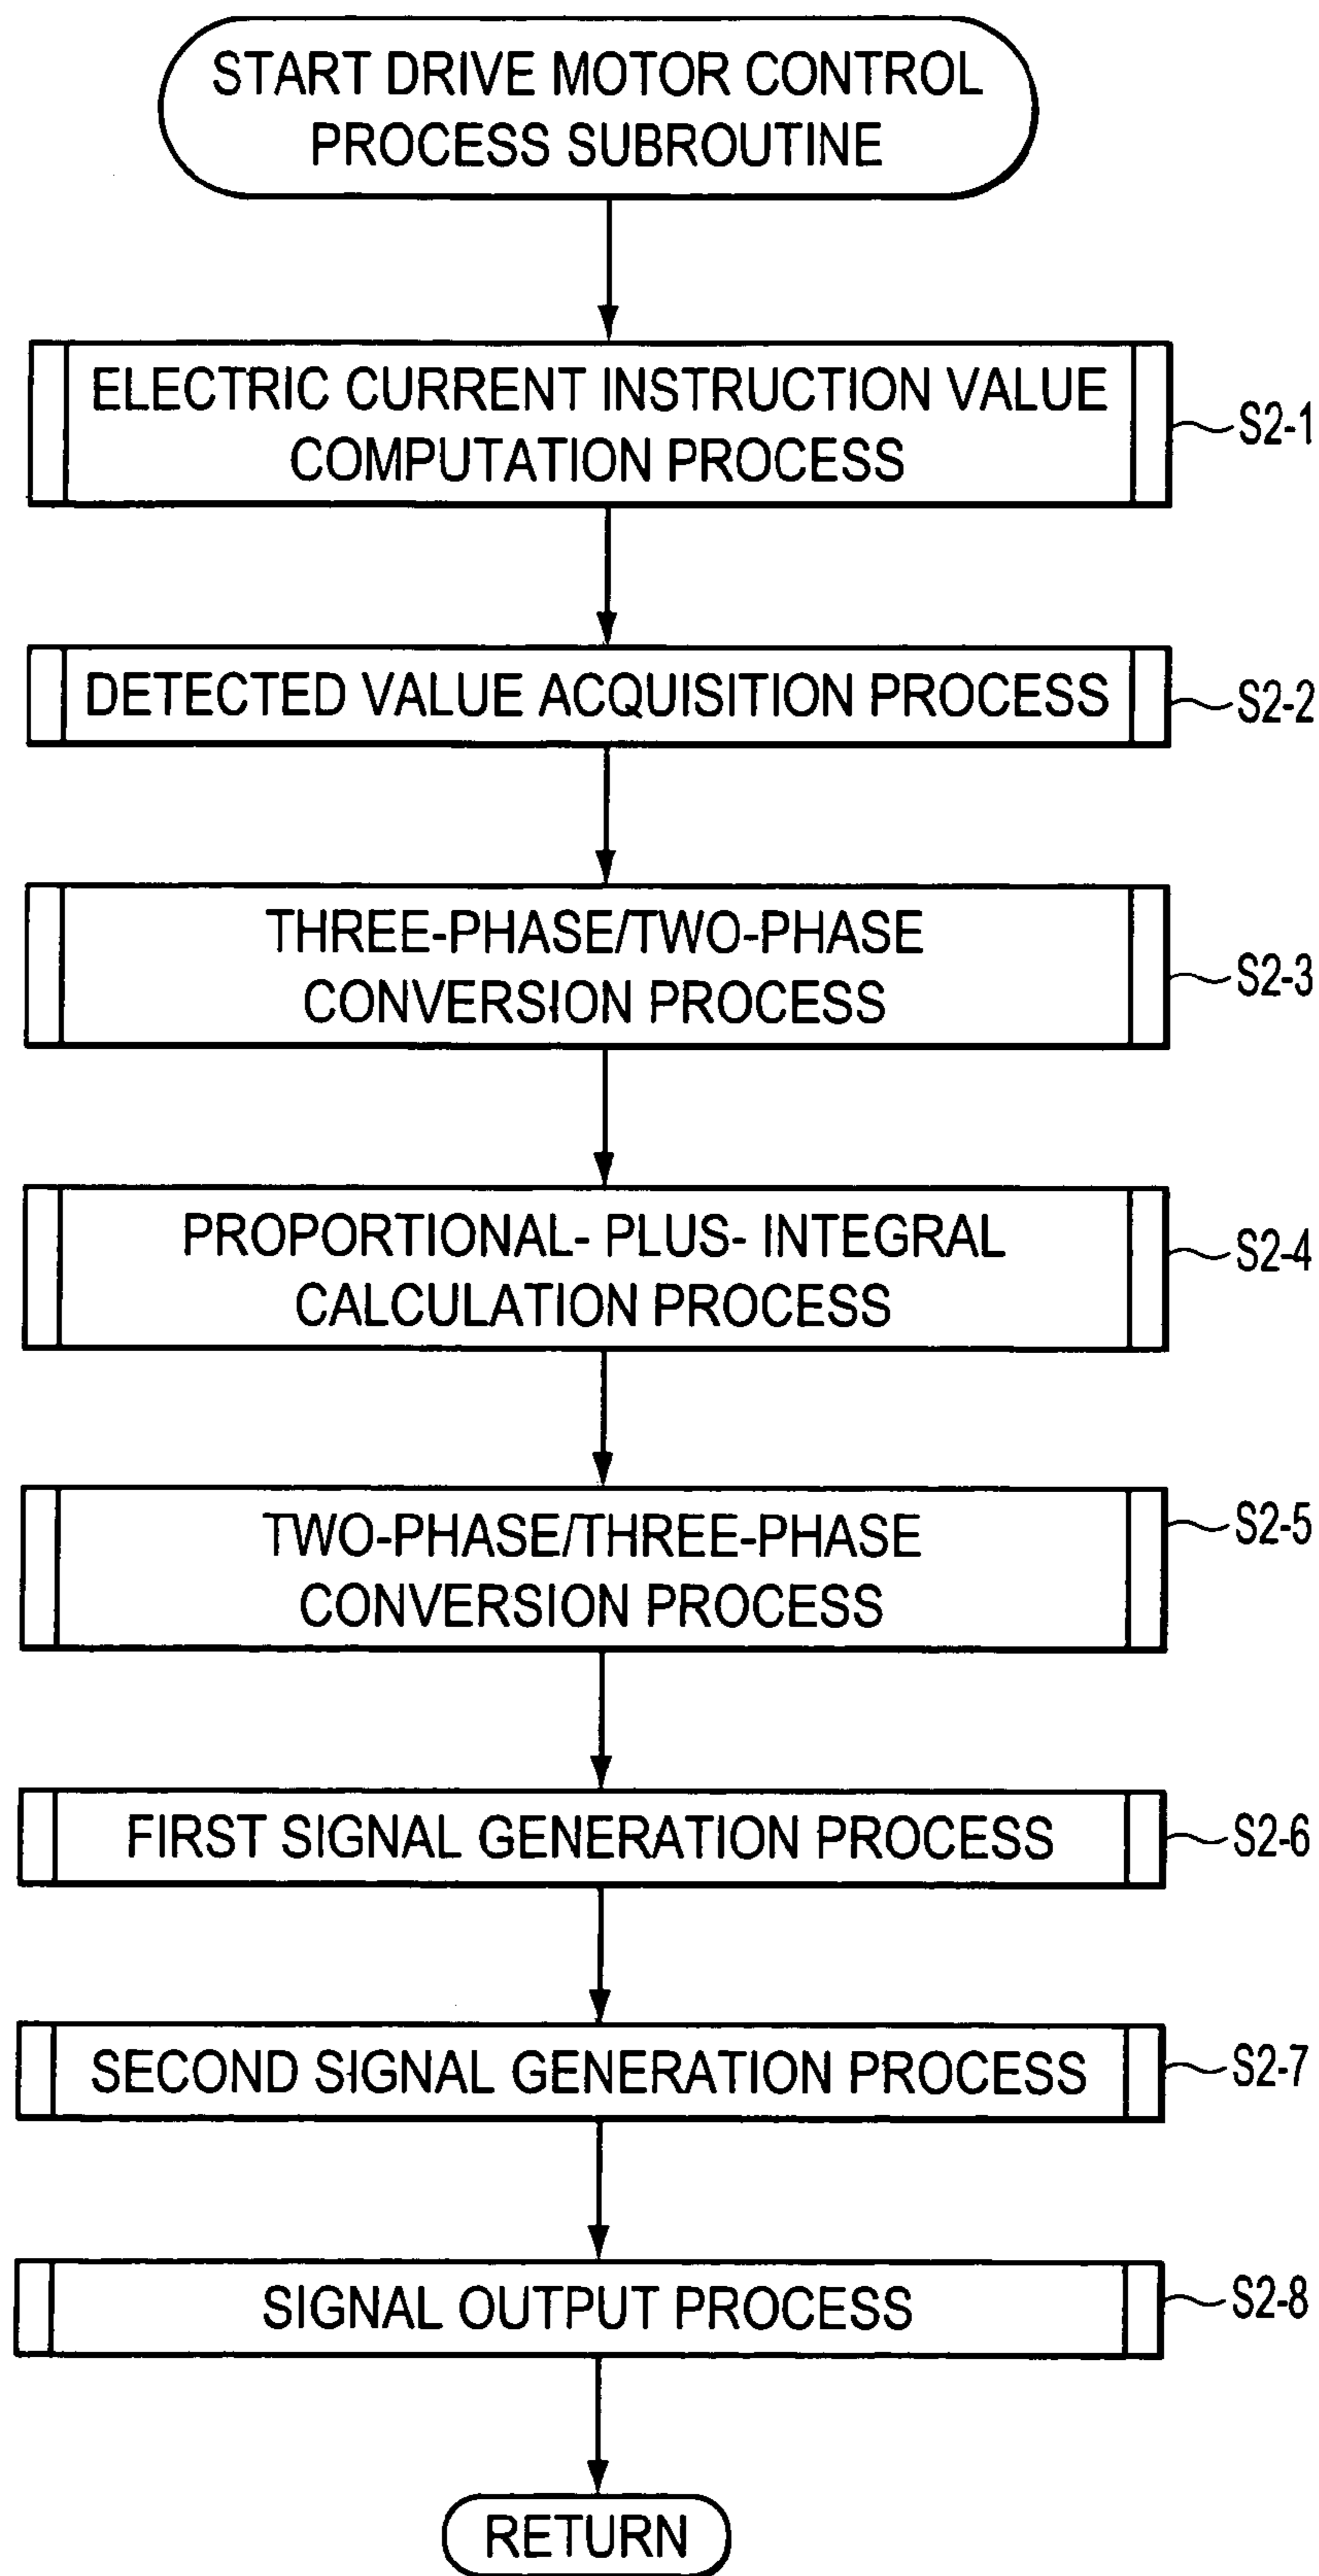 START DRIVE MOTOR CONTROL
PROCESS SUBROUTINE
ELECTRIC CURRENT INSTRUCTION VALUE
COMPUTATION PROCESS
S2-1
DETECTED VALUE ACQUISITION PROCESS
S2-2
THREE-PHASE/TWO-PHASE
CONVERSION PROCESS
S2-3
PROPORTIONAL- PLUS- INTEGRAL
CALCULATION PROCESS
S2-4
TWO-PHASE/THREE-PHASE
CONVERSION PROCESS
S2-5
FIRST SIGNAL GENERATION PROCESS
S2-6
SECOND SIGNAL GENERATION PROCESS
S2-7
SIGNAL OUTPUT PROCESS
S2-8
RETURN